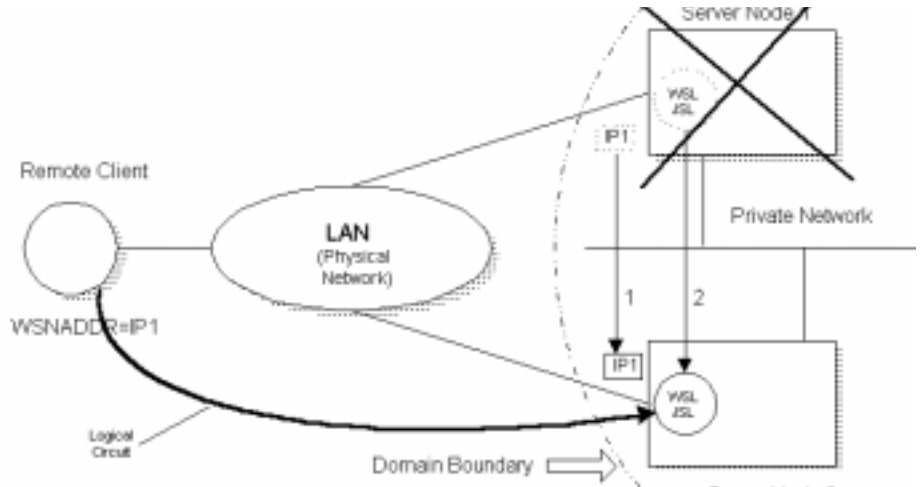 Server Node 1
WSL
JSL
IP1
Remote Client
LAN
(Physical
Network)
Private Network
WSNADDR=IP1
1
2
IP1
WSL
JSL
Logical
Circuit
Domain Boundary